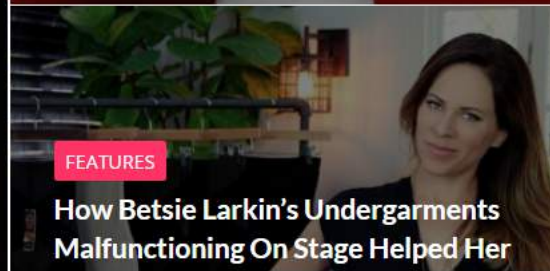 FEATURES
How Betsie Larkin's Undergarments
Malfunctioning On Stage Helped Her